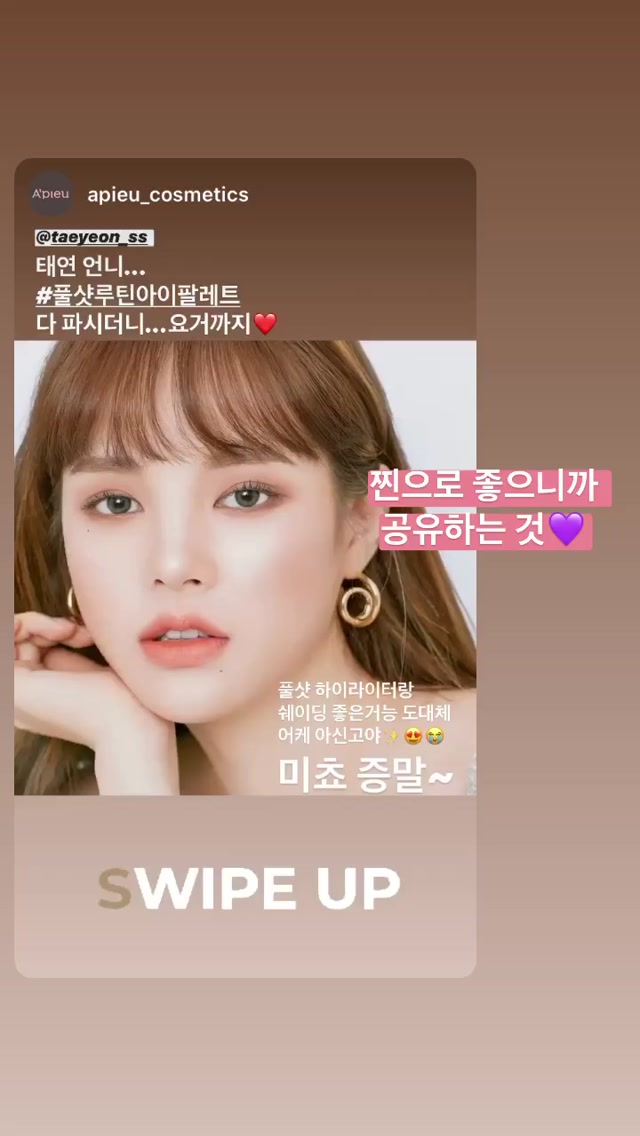 A'PIEU
apieu_cosmetics
@taeyeon_ss
태연 언니...
#풀샷루틴아이팔레트
다 파시더니...요거까지❤️
찐으로 좋으니까
공유하는 것💜
풀샷 하이라이터랑
쉐이딩 좋은거능 도대체
어케 아신고야✨😍😭
미쵸 증말~
SWIPE UP